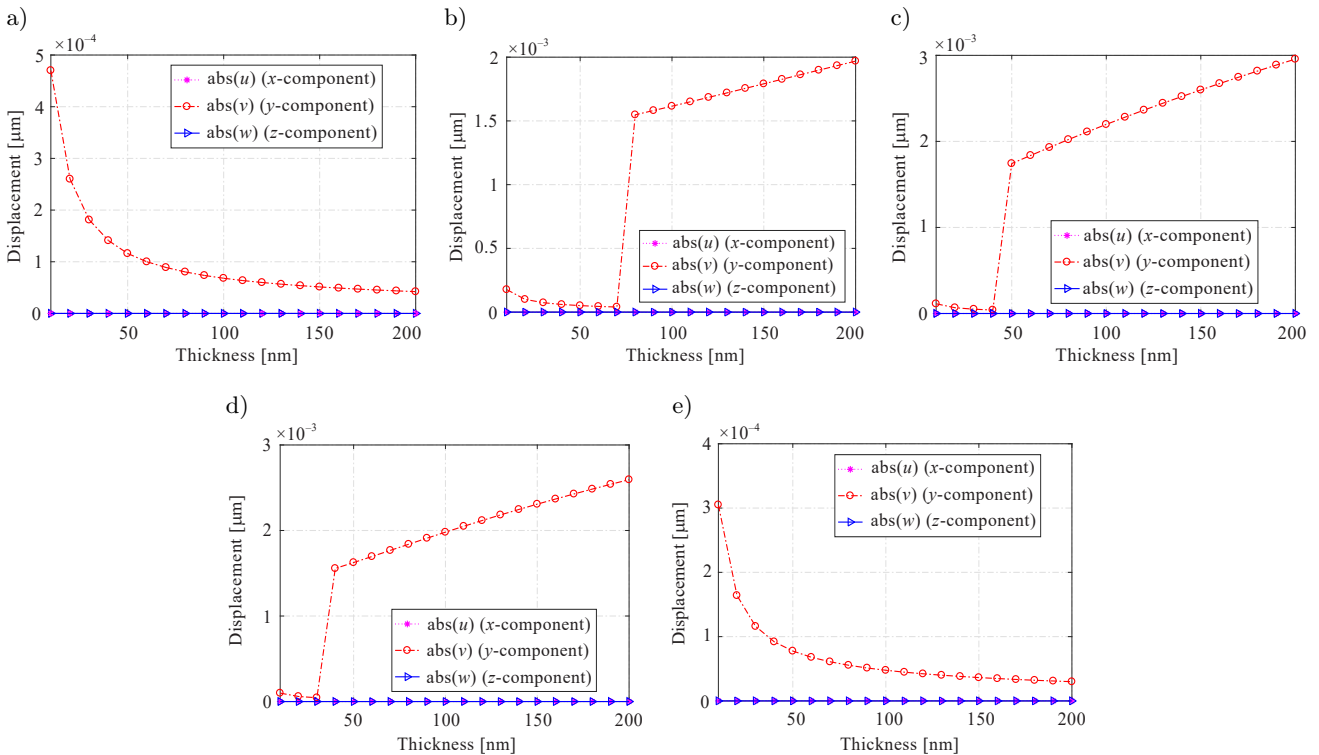 a)
×10⁻⁴
5
4
3
2
1
0
50
100
150
200
Displacement [μm]
Thickness [nm]
abs(u) (x-component)
abs(v) (y-component)
abs(w) (z-component)
b)
×10⁻³
2
1.5
1
0.5
0
50
100
150
200
Displacement [μm]
Thickness [nm]
abs(u) (x-component)
abs(v) (y-component)
abs(w) (z-component)
c)
×10⁻³
3
2
1
0
50
100
150
200
Displacement [μm]
Thickness [nm]
abs(u) (x-component)
abs(v) (y-component)
abs(w) (z-component)
d)
×10⁻³
3
2
1
0
50
100
150
200
Displacement [μm]
Thickness [nm]
abs(u) (x-component)
abs(v) (y-component)
abs(w) (z-component)
e)
×10⁻⁴
4
3
2
1
0
50
100
150
200
Displacement [μm]
Thickness [nm]
abs(u) (x-component)
abs(v) (y-component)
abs(w) (z-component)